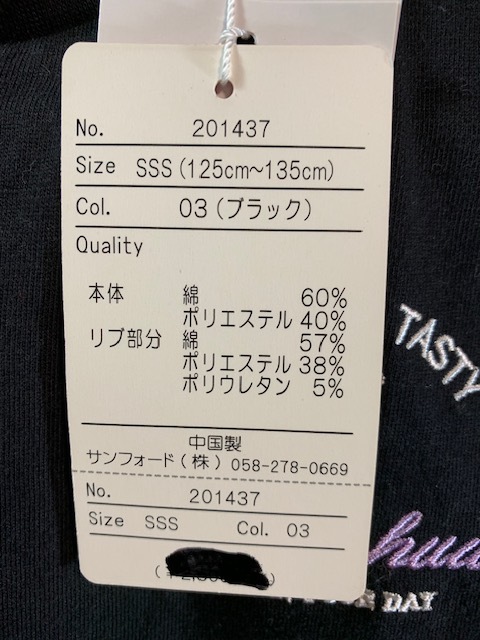 No. 201437
Size SSS(125cm~135cm)
Col. 03(ブラック)
Quality
本体 綿 60%
ポリエステル 40%
リブ部分 綿 57%
ポリエステル 38%
ポリウレタン 5%
中国製
サンフォード(株) 058-278-0669
No. 201437
Size SSS Col. 03
TASTY
DAY